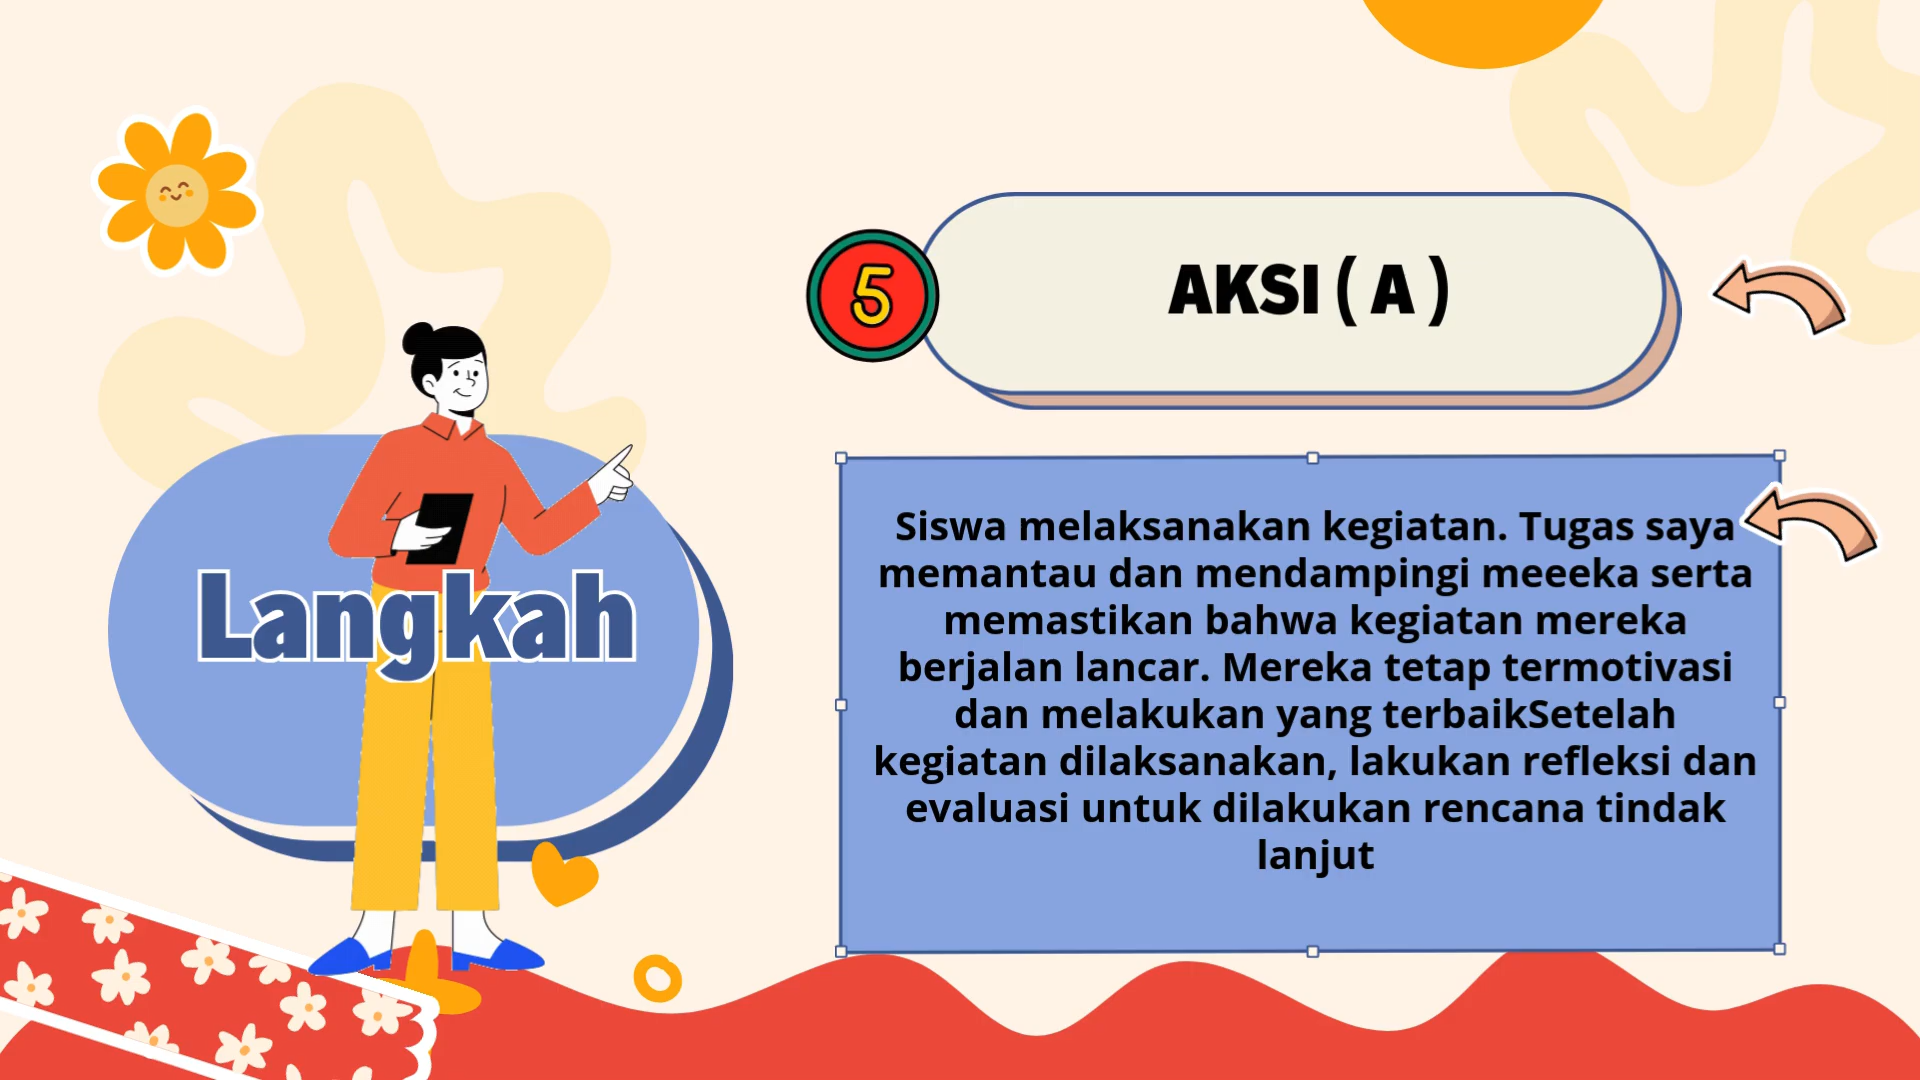 5
AKSI ( A )
Langkah
Siswa melaksanakan kegiatan. Tugas saya
memantau dan mendampingi meeeka serta
memastikan bahwa kegiatan mereka
berjalan lancar. Mereka tetap termotivasi
dan melakukan yang terbaikSetelah
kegiatan dilaksanakan, lakukan refleksi dan
evaluasi untuk dilakukan rencana tindak
lanjut